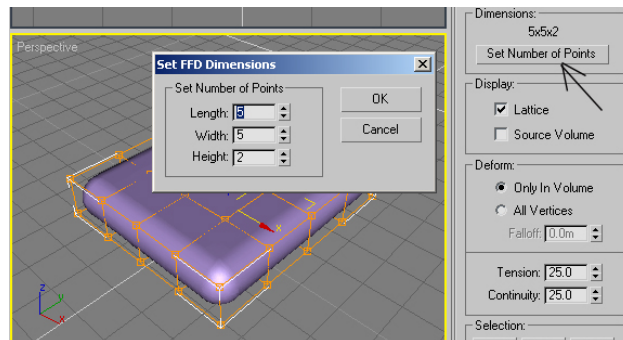 Perspective
Set FFD Dimensions
Set Number of Points
Length: 5
Width: 5
Height: 2
OK
Cancel
x
z
y
x
Dimensions:
5x5x2
Set Number of Points
Display:
Lattice
Source Volume
Deform:
Only In Volume
All Vertices
Falloff: 0.0m
Tension: 25.0
Continuity: 25.0
Selection: